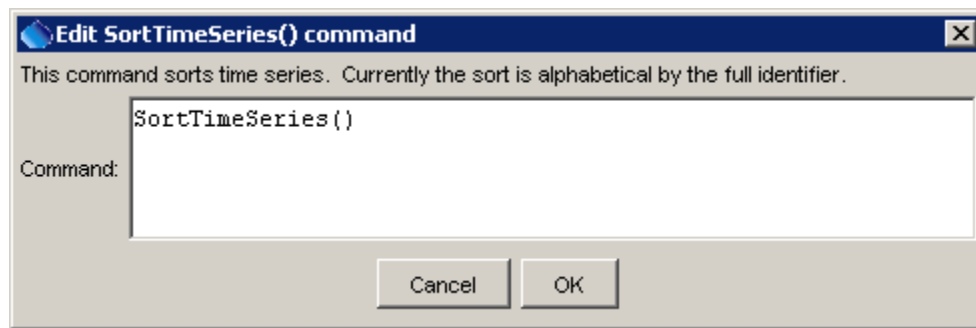 Edit SortTimeSeries() command
This command sorts time series.  Currently the sort is alphabetical by the full identifier.
SortTimeSeries()
Command:
Cancel OK